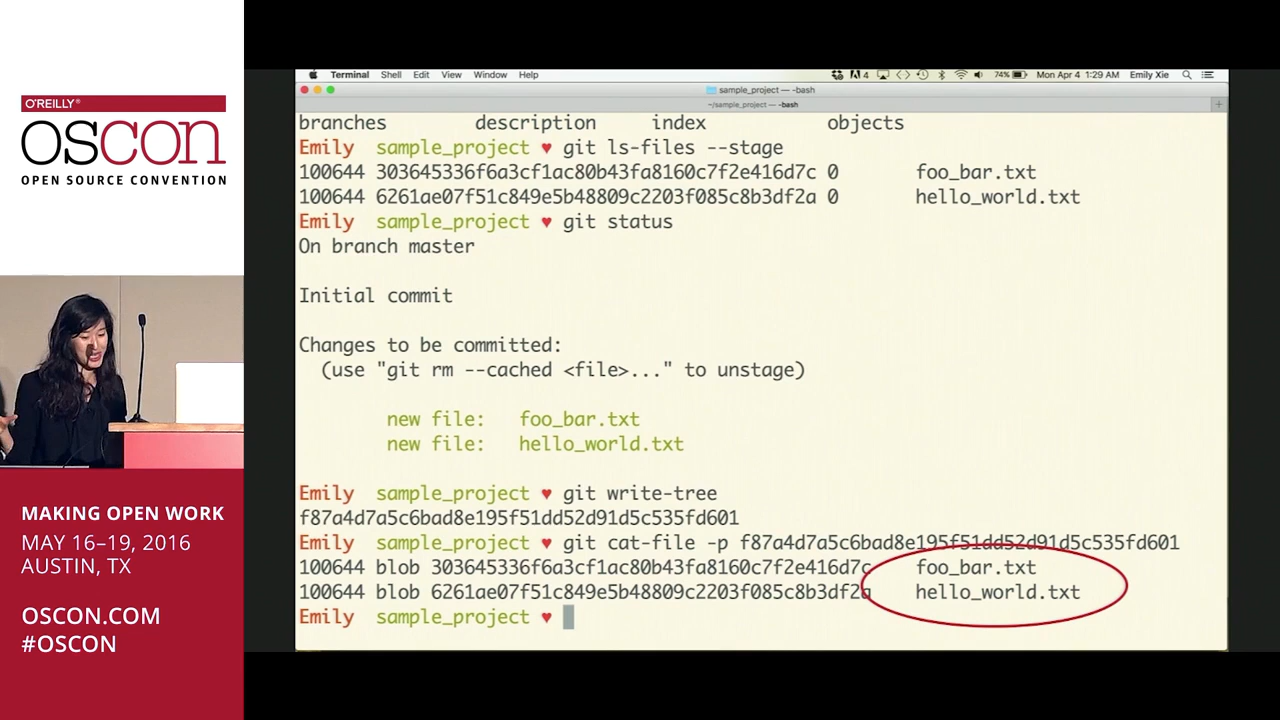 O'REILLY®
OSCON
OPEN SOURCE CONVENTION
MAKING OPEN WORK
MAY 16–19, 2016
AUSTIN, TX
OSCON.COM
#OSCON
Terminal Shell Edit View Window Help
4 74% Mon Apr 4 1:29 AM Emily Xie
sample_project — -bash
~/sample_project — -bash
branches description index objects
Emily sample_project ♥ git ls-files --stage
100644 303645336f6a3cf1ac80b43fa8160c7f2e416d7c 0 foo_bar.txt
100644 6261ae07f51c849e5b48809c2203f085c8b3df2a 0 hello_world.txt
Emily sample_project ♥ git status
On branch master
Initial commit
Changes to be committed:
(use "git rm --cached <file>..." to unstage)
new file: foo_bar.txt
new file: hello_world.txt
Emily sample_project ♥ git write-tree
f87a4d7a5c6bad8e195f51dd52d91d5c535fd601
Emily sample_project ♥ git cat-file -p f87a4d7a5c6bad8e195f51dd52d91d5c535fd601
100644 blob 303645336f6a3cf1ac80b43fa8160c7f2e416d7c foo_bar.txt
100644 blob 6261ae07f51c849e5b48809c2203f085c8b3df2a hello_world.txt
Emily sample_project ♥